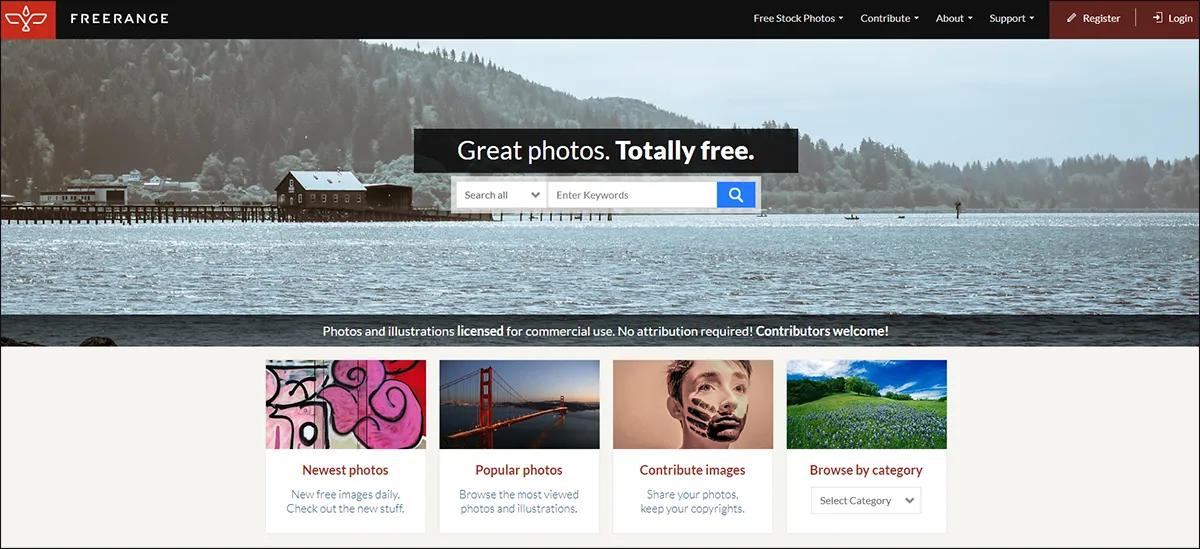 FREERANGE
Free Stock Photos
Contribute
About
Support
Register
Login
Great photos. Totally free.
Search all
Enter Keywords
Photos and illustrations licensed for commercial use. No attribution required! Contributors welcome!
Newest photos
New free images daily.
Check out the new stuff.
Popular photos
Browse the most viewed
photos and illustrations.
Contribute images
Share your photos,
keep your copyrights.
Browse by category
Select Category